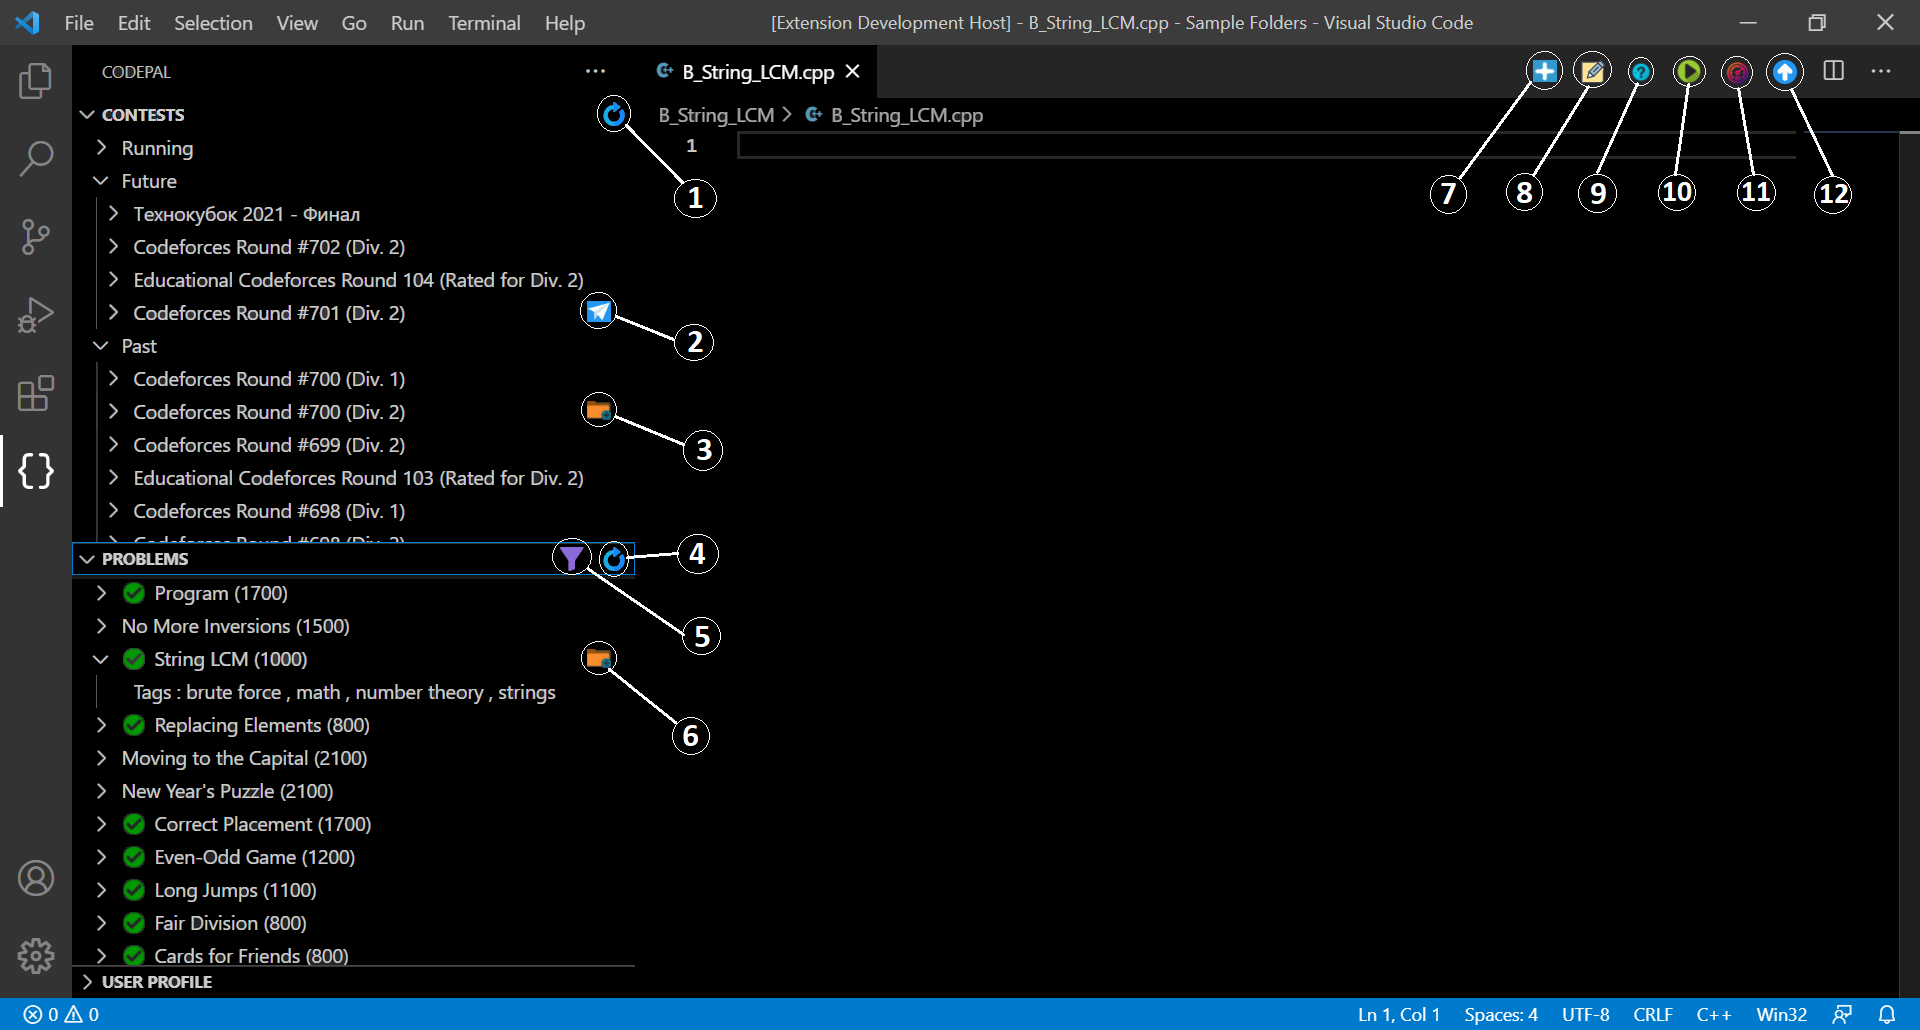 File Edit Selection View Go Run Terminal Help [Extension Development Host] - B_String_LCM.cpp - Sample Folders - Visual Studio Code
CODEPAL
B_String_LCM.cpp
CONTESTS
B_String_LCM > B_String_LCM.cpp
Running
1
Future
1
7 8 9 10 11 12
Технокубок 2021 - Финал
Codeforces Round #702 (Div. 2)
Educational Codeforces Round 104 (Rated for Div. 2)
Codeforces Round #701 (Div. 2)
2
Past
Codeforces Round #700 (Div. 1)
Codeforces Round #700 (Div. 2)
3
Codeforces Round #699 (Div. 2)
Educational Codeforces Round 103 (Rated for Div. 2)
Codeforces Round #698 (Div. 1)
Codeforces Round #698 (Div. 2)
PROBLEMS
4
Program (1700)
No More Inversions (1500)
5
String LCM (1000)
Tags : brute force , math , number theory , strings
Replacing Elements (800)
6
Moving to the Capital (2100)
New Year's Puzzle (2100)
Correct Placement (1700)
Even-Odd Game (1200)
Long Jumps (1100)
Fair Division (800)
Cards for Friends (800)
USER PROFILE
0 0 Ln 1, Col 1 Spaces: 4 UTF-8 CRLF C++ Win32